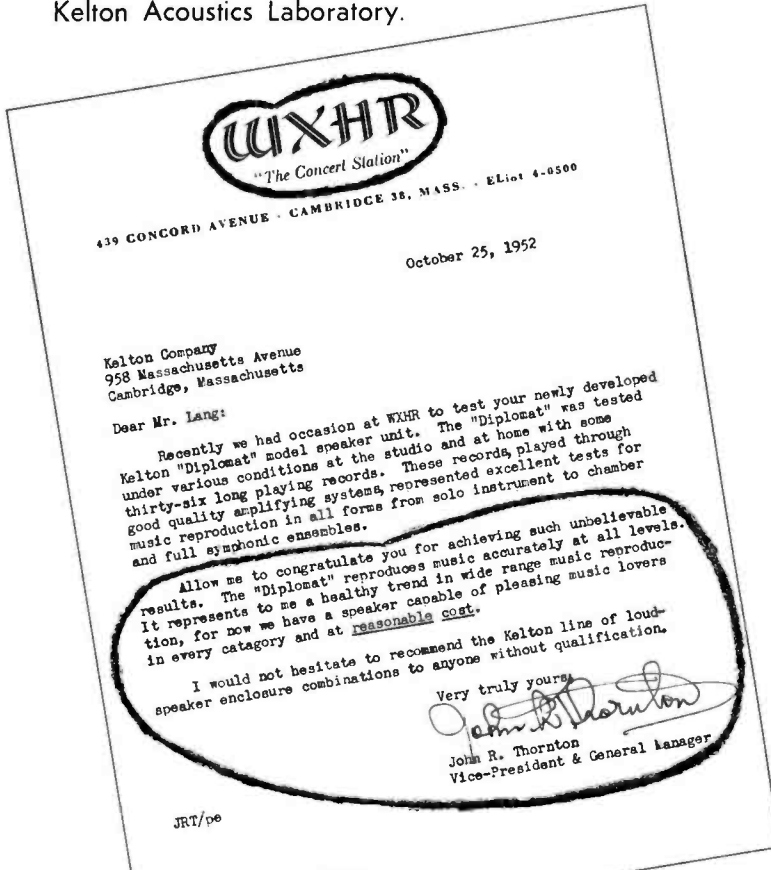 Kelton Acoustics Laboratory.
WXHR
"The Concert Station"
439 CONCORD AVENUE - CAMBRIDGE 38, MASS. - ELiot 4-0500
October 25, 1952
Kelton Company
958 Massachusetts Avenue
Cambridge, Massachusetts
Dear Mr. Lang:
Recently we had occasion at WXHR to test your newly developed
Kelton "Diplomat" model speaker unit. The "Diplomat" was tested
under various conditions at the studio and at home with some
thirty-six long playing records. These records, played through
good quality amplifying systems, represented excellent tests for
music reproduction in all forms from solo instrument to chamber
and full symphonic ensembles.
Allow me to congratulate you for achieving such unbelievable
results. The "Diplomat" reproduces music accurately at all levels.
It represents to me a healthy trend in wide range music reproduc-
tion, for now we have a speaker capable of pleasing music lovers
in every catagory and at reasonable cost.
I would not hesitate to recommend the Kelton line of loud-
speaker enclosure combinations to anyone without qualification.
Very truly yours,
John R. Thornton
John R. Thornton
Vice-President & General Manager
JRT/pe